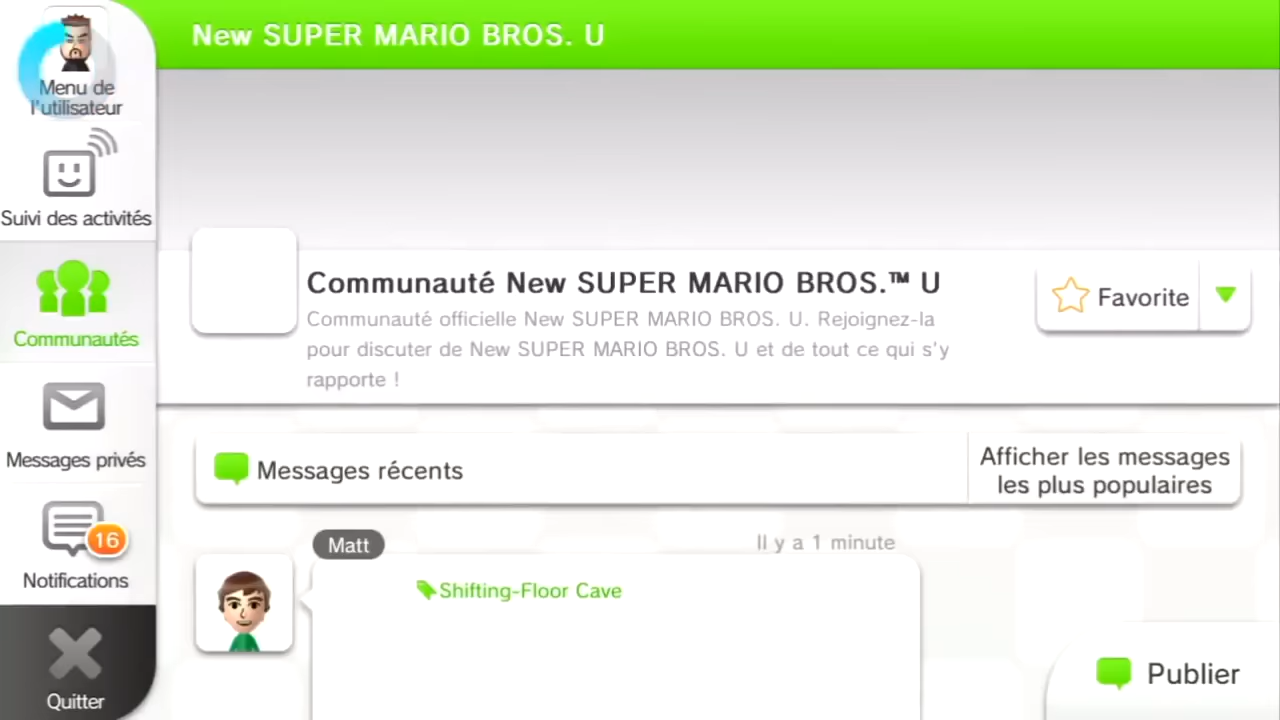 New SUPER MARIO BROS. U
Menu de
l'utilisateur
Suivi des activités
Communautés
Messages privés
16
Notifications
Quitter
Communauté New SUPER MARIO BROS.™ U
Communauté officielle New SUPER MARIO BROS. U. Rejoignez-la
pour discuter de New SUPER MARIO BROS. U et de tout ce qui s'y
rapporte !
Favorite
Messages récents
Afficher les messages
les plus populaires
Matt
Il y a 1 minute
Shifting-Floor Cave
Publier